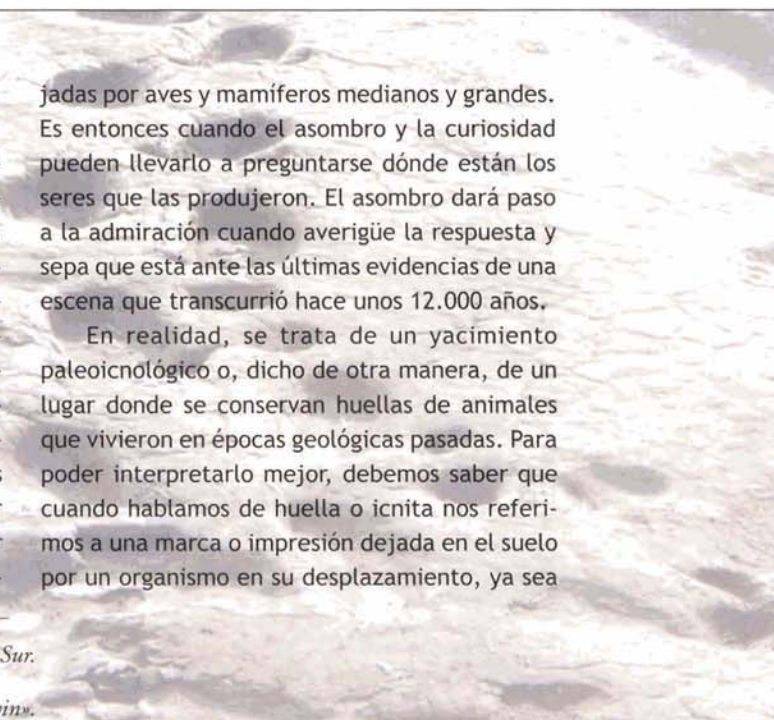 jadas por aves y mamíferos medianos y grandes.
Es entonces cuando el asombro y la curiosidad
pueden llevarlo a preguntarse dónde están los
seres que las produjeron. El asombro dará paso
a la admiración cuando averigüe la respuesta y
sepa que está ante las últimas evidencias de una
escena que transcurrió hace unos 12.000 años.
En realidad, se trata de un yacimiento
paleoicnológico o, dicho de otra manera, de un
lugar donde se conservan huellas de animales
que vivieron en épocas geológicas pasadas. Para
poder interpretarlo mejor, debemos saber que
cuando hablamos de huella o icnita nos referi-
mos a una marca o impresión dejada en el suelo
por un organismo en su desplazamiento, ya sea
Sur.